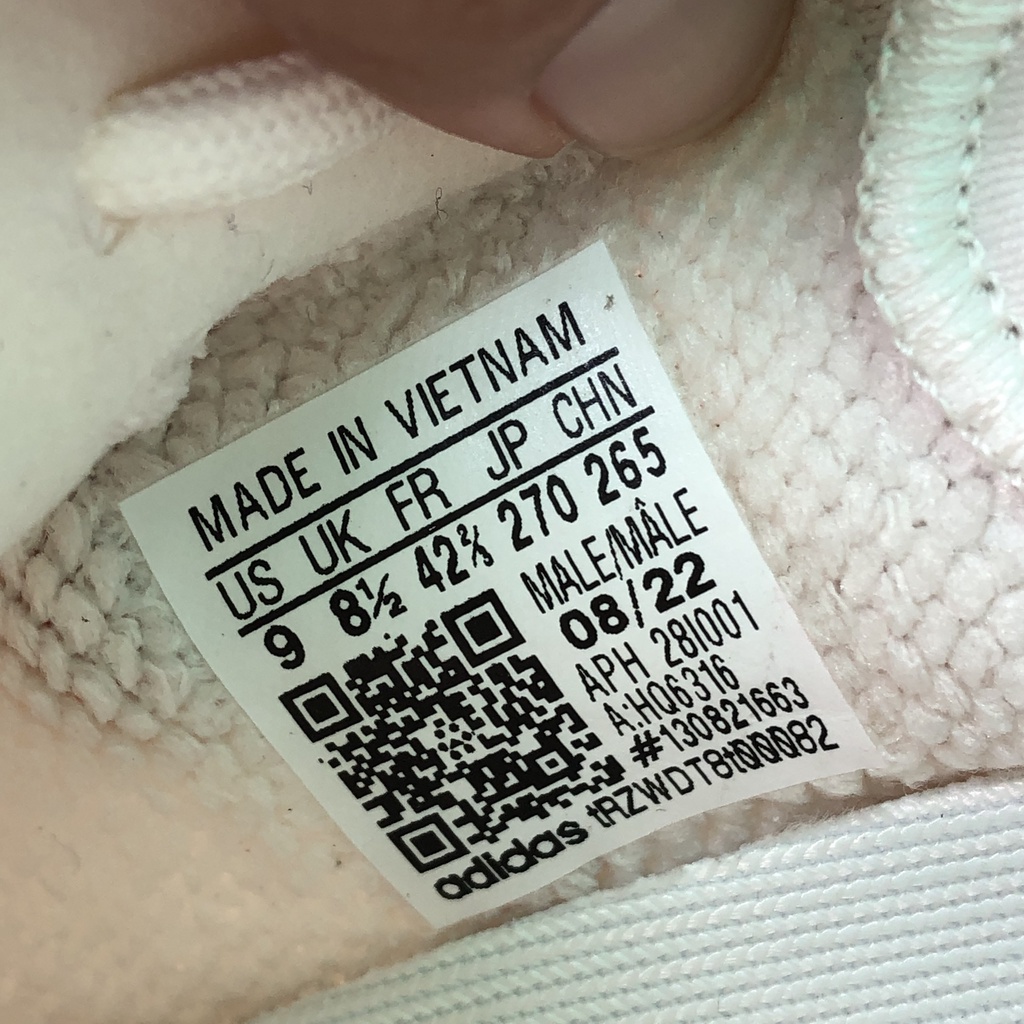 MADE IN VIETNAM
US UK FR JP CHN
9 8½ 42⅔ 270 265
MALE/MÂLE
08/22
APH 28I001
A:HQ6316
#130821663
adidas tRZWDT8t00082